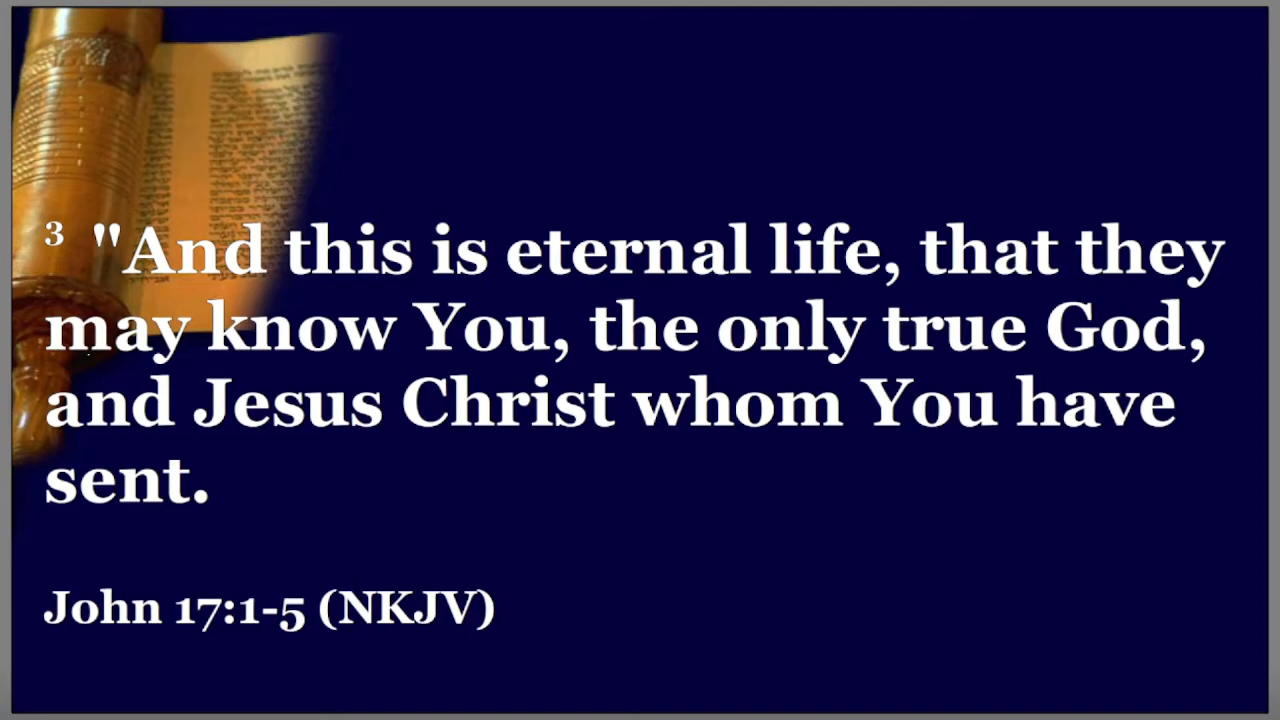 3 "And this is eternal life, that they
may know You, the only true God,
and Jesus Christ whom You have
sent.
John 17:1-5 (NKJV)